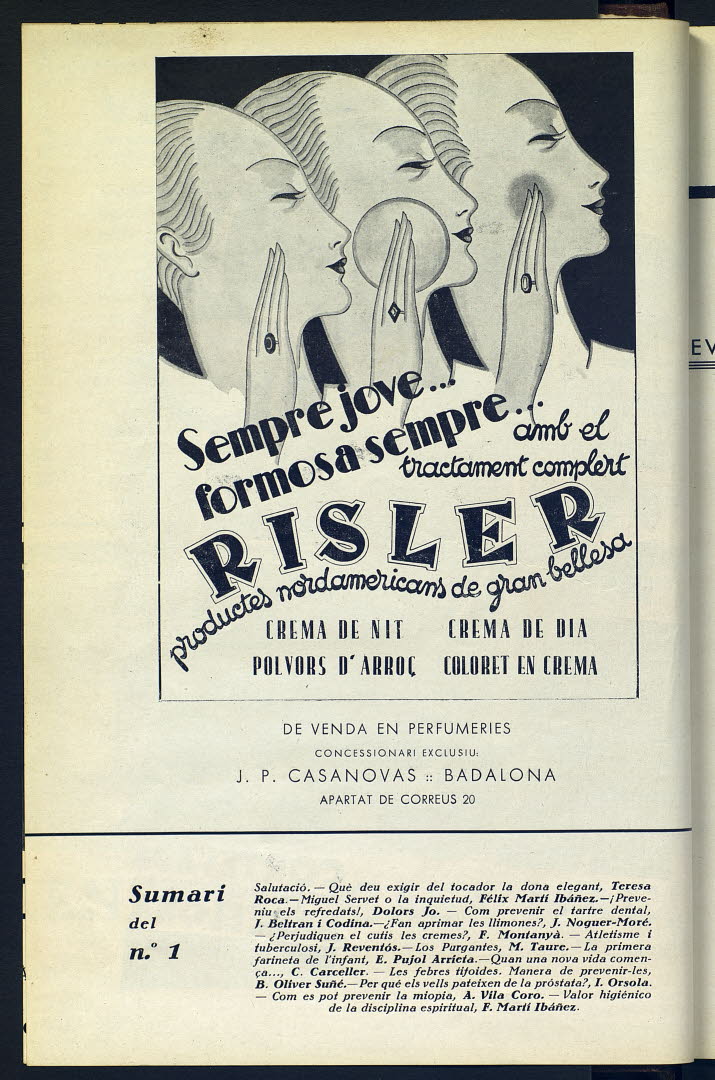 Sempre jove...
formosa sempre...
amb el
tractament complert
RISLER
productes nordamericans de gran bellesa
CREMA DE NIT CREMA DE DIA
POLVORS D'ARROÇ COLORET EN CREMA
DE VENDA EN PERFUMERIES
CONCESSIONARI EXCLUSIU:
J. P. CASANOVAS :: BADALONA
APARTAT DE CORREUS 20
EV
Sumari
del
n.º 1
Salutació. — Què deu exigir del tocador la dona elegant, Teresa
Roca.—Miguel Servet o la inquietud, Félix Martí Ibáñez.—¡Preve-
niu els refredats!, Dolors Jo. — Com prevenir el tartre dental,
J. Beltran i Codina.—¿Fan aprimar les llimones?, J. Noguer-Moré.
— ¿Perjudiquen el cutis les cremes?, F. Montanyà. — Atletisme i
tuberculosi, J. Reventós.— Los Purgantes, M. Taure.— La primera
farineta de l'infant, E. Pujol Arrieta.—Quan una nova vida comen-
ça..., C. Carceller. — Les febres tifoides. Manera de prevenir-les,
B. Oliver Suñé.—Per qué els vells pateixen de la próstata?, I. Orsola.
— Com es pot prevenir la miopia, A. Vila Coro. — Valor higiénico
de la disciplina espiritual, F. Martí Ibáñez.